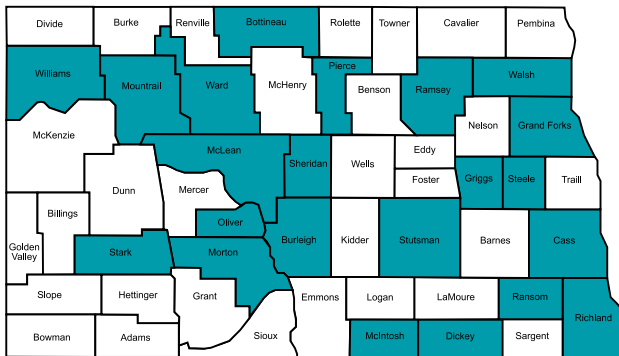 Divide
Burke
Renville
Bottineau
Rolette
Towner
Cavalier
Pembina
Williams
Mountrail
Ward
McHenry
Pierce
Benson
Ramsey
Walsh
McKenzie
Nelson
Grand Forks
McLean
Sheridan
Wells
Eddy
Foster
Griggs
Steele
Traill
Dunn
Mercer
Billings
Oliver
Golden
Valley
Stark
Morton
Burleigh
Kidder
Stutsman
Barnes
Cass
Slope
Hettinger
Grant
Emmons
Logan
LaMoure
Ransom
Richland
Bowman
Adams
Sioux
McIntosh
Dickey
Sargent